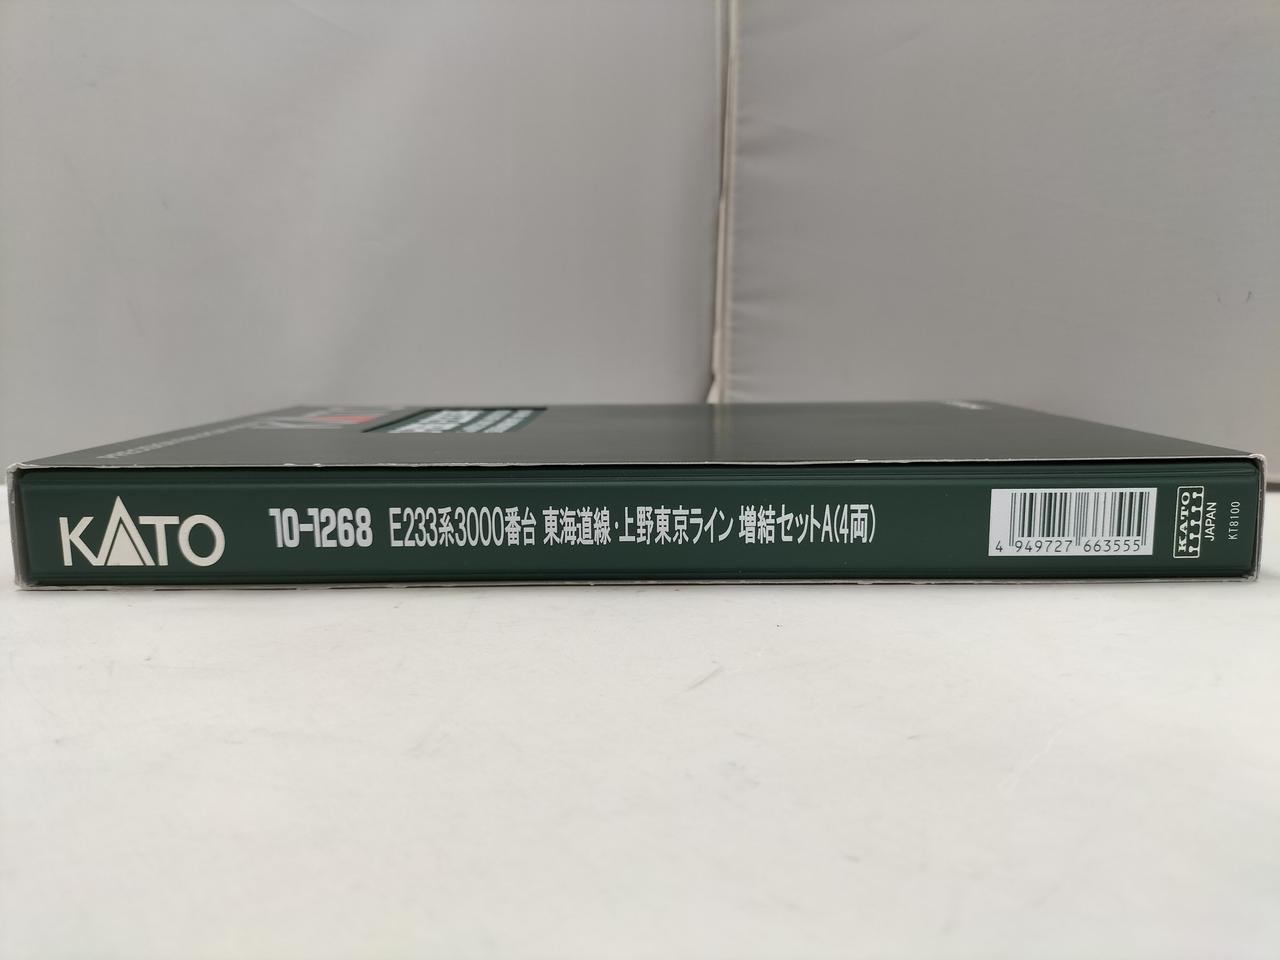 KATO
10-1268 E233系3000番台 東海道線・上野東京ライン 増結セットA(4両)
4 949727 663555
KATO
JAPAN
KT8100